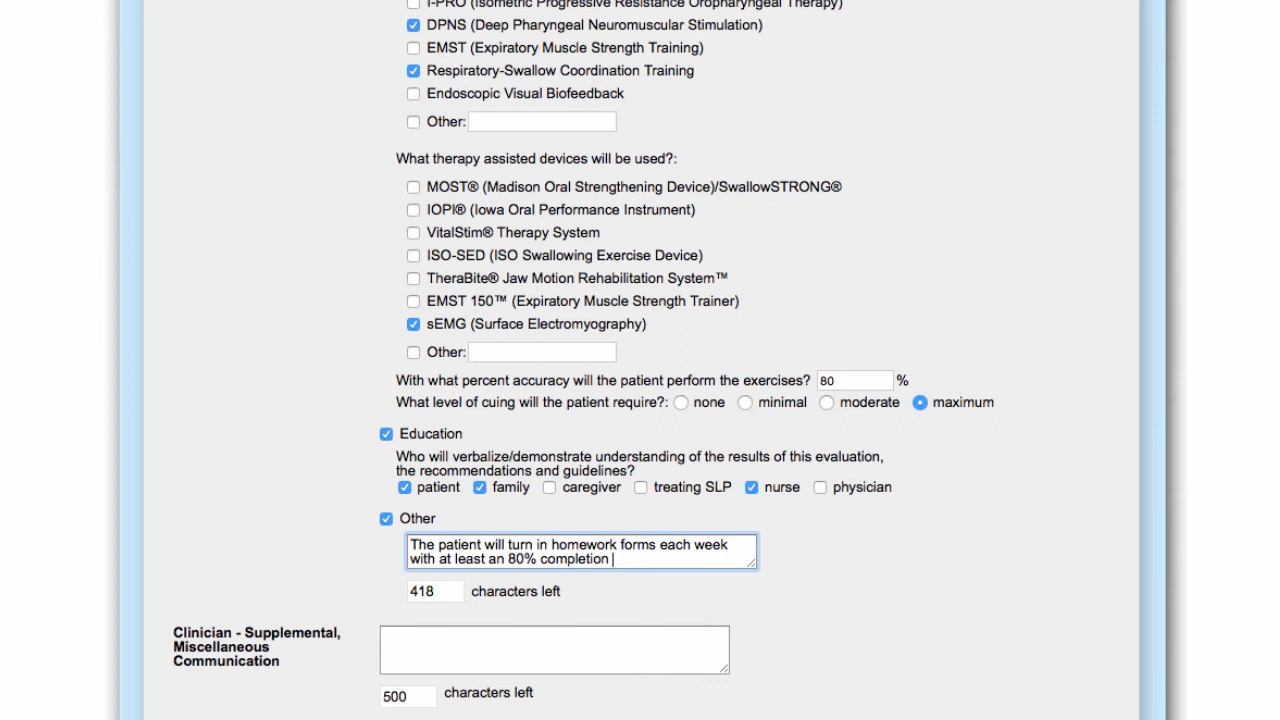 I-PRO (Isometric Progressive Resistance Oropharyngeal Therapy)
DPNS (Deep Pharyngeal Neuromuscular Stimulation)
EMST (Expiratory Muscle Strength Training)
Respiratory-Swallow Coordination Training
Endoscopic Visual Biofeedback
Other:
What therapy assisted devices will be used?:
MOST® (Madison Oral Strengthening Device)/SwallowSTRONG®
IOPI® (Iowa Oral Performance Instrument)
VitalStim® Therapy System
ISO-SED (ISO Swallowing Exercise Device)
TheraBite® Jaw Motion Rehabilitation System™
EMST 150™ (Expiratory Muscle Strength Trainer)
sEMG (Surface Electromyography)
Other:
With what percent accuracy will the patient perform the exercises? 80 %
What level of cuing will the patient require?: none minimal moderate maximum
Education
Who will verbalize/demonstrate understanding of the results of this evaluation,
the recommendations and guidelines?
patient family caregiver treating SLP nurse physician
Other
The patient will turn in homework forms each week
with at least an 80% completion
418 characters left
Clinician - Supplemental,
Miscellaneous
Communication
500 characters left